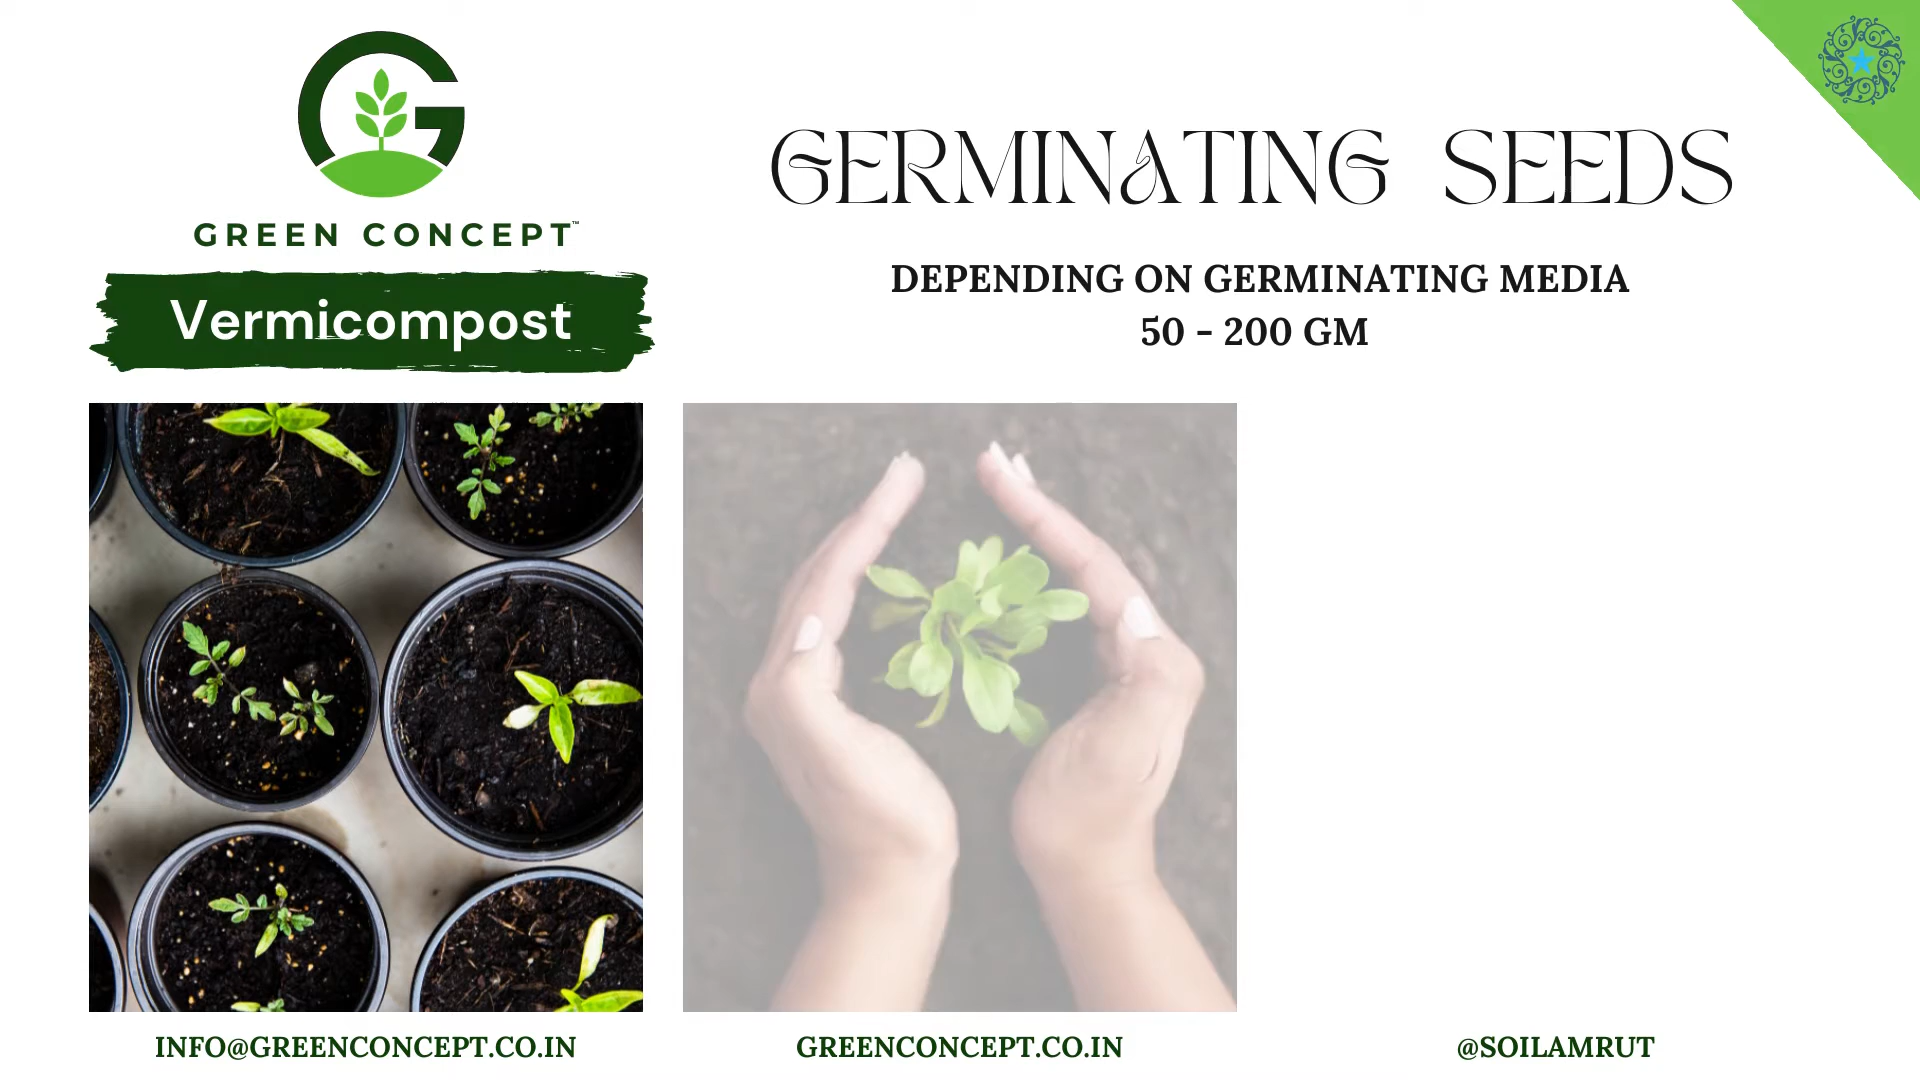 GREEN CONCEPT™
Vermicompost
GERMINATING SEEDS
DEPENDING ON GERMINATING MEDIA
50 - 200 GM
INFO@GREENCONCEPT.CO.IN
GREENCONCEPT.CO.IN
@SOILAMRUT